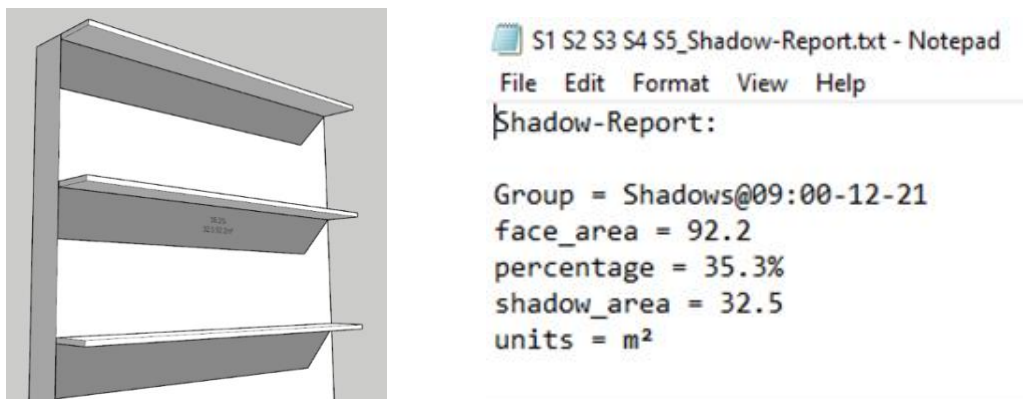 S1 S2 S3 S4 S5_Shadow-Report.txt - Notepad
File Edit Format View Help
Shadow-Report:
Group = Shadows@09:00-12-21
face_area = 92.2
percentage = 35.3%
shadow_area = 32.5
units = m²